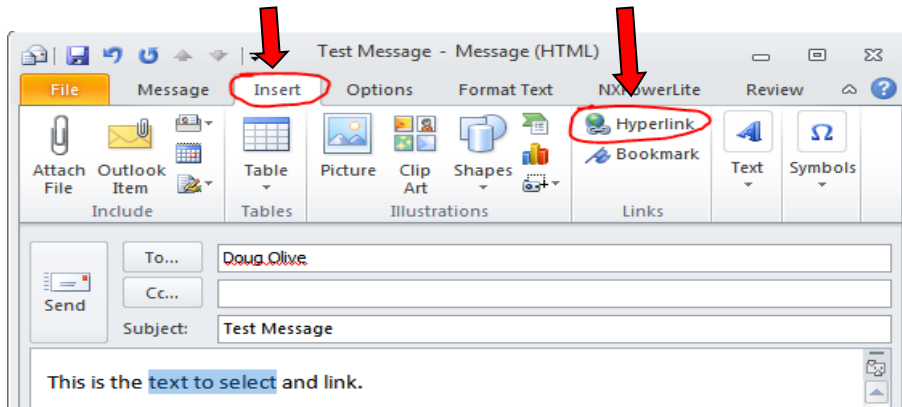 Test Message - Message (HTML)
File Message Insert Options Format Text NXPowerLite Review
Hyperlink
Bookmark
Attach File
Outlook Item
Table
Picture
Clip Art
Shapes
Text
Symbols
Include Tables Illustrations Links
To... Doug Olive
Cc...
Send
Subject: Test Message
This is the text to select and link.